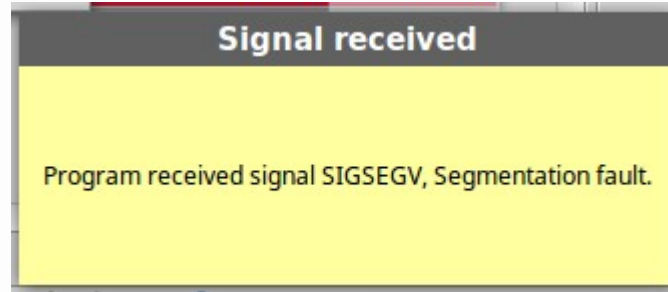 Signal received
Program received signal SIGSEGV, Segmentation fault.